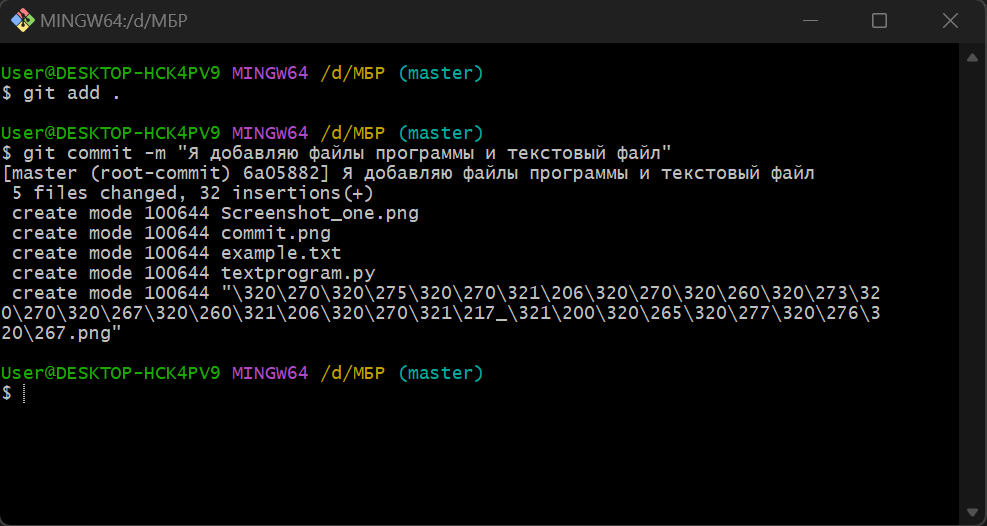 MINGW64:/d/МБР
User@DESKTOP-HCK4PV9 MINGW64 /d/МБР (master)
$ git add .
User@DESKTOP-HCK4PV9 MINGW64 /d/МБР (master)
$ git commit -m "Я добавляю файлы программы и текстовый файл"
[master (root-commit) 6a05882] Я добавляю файлы программы и текстовый файл
5 files changed, 32 insertions(+)
create mode 100644 Screenshot_one.png
create mode 100644 commit.png
create mode 100644 example.txt
create mode 100644 textprogram.py
create mode 100644 "\320\270\320\275\320\270\321\206\320\270\320\260\320\273\32
0\270\320\267\320\260\321\206\320\270\321\217_\321\200\320\265\320\277\320\276\3
20\267.png"
User@DESKTOP-HCK4PV9 MINGW64 /d/МБР (master)
$